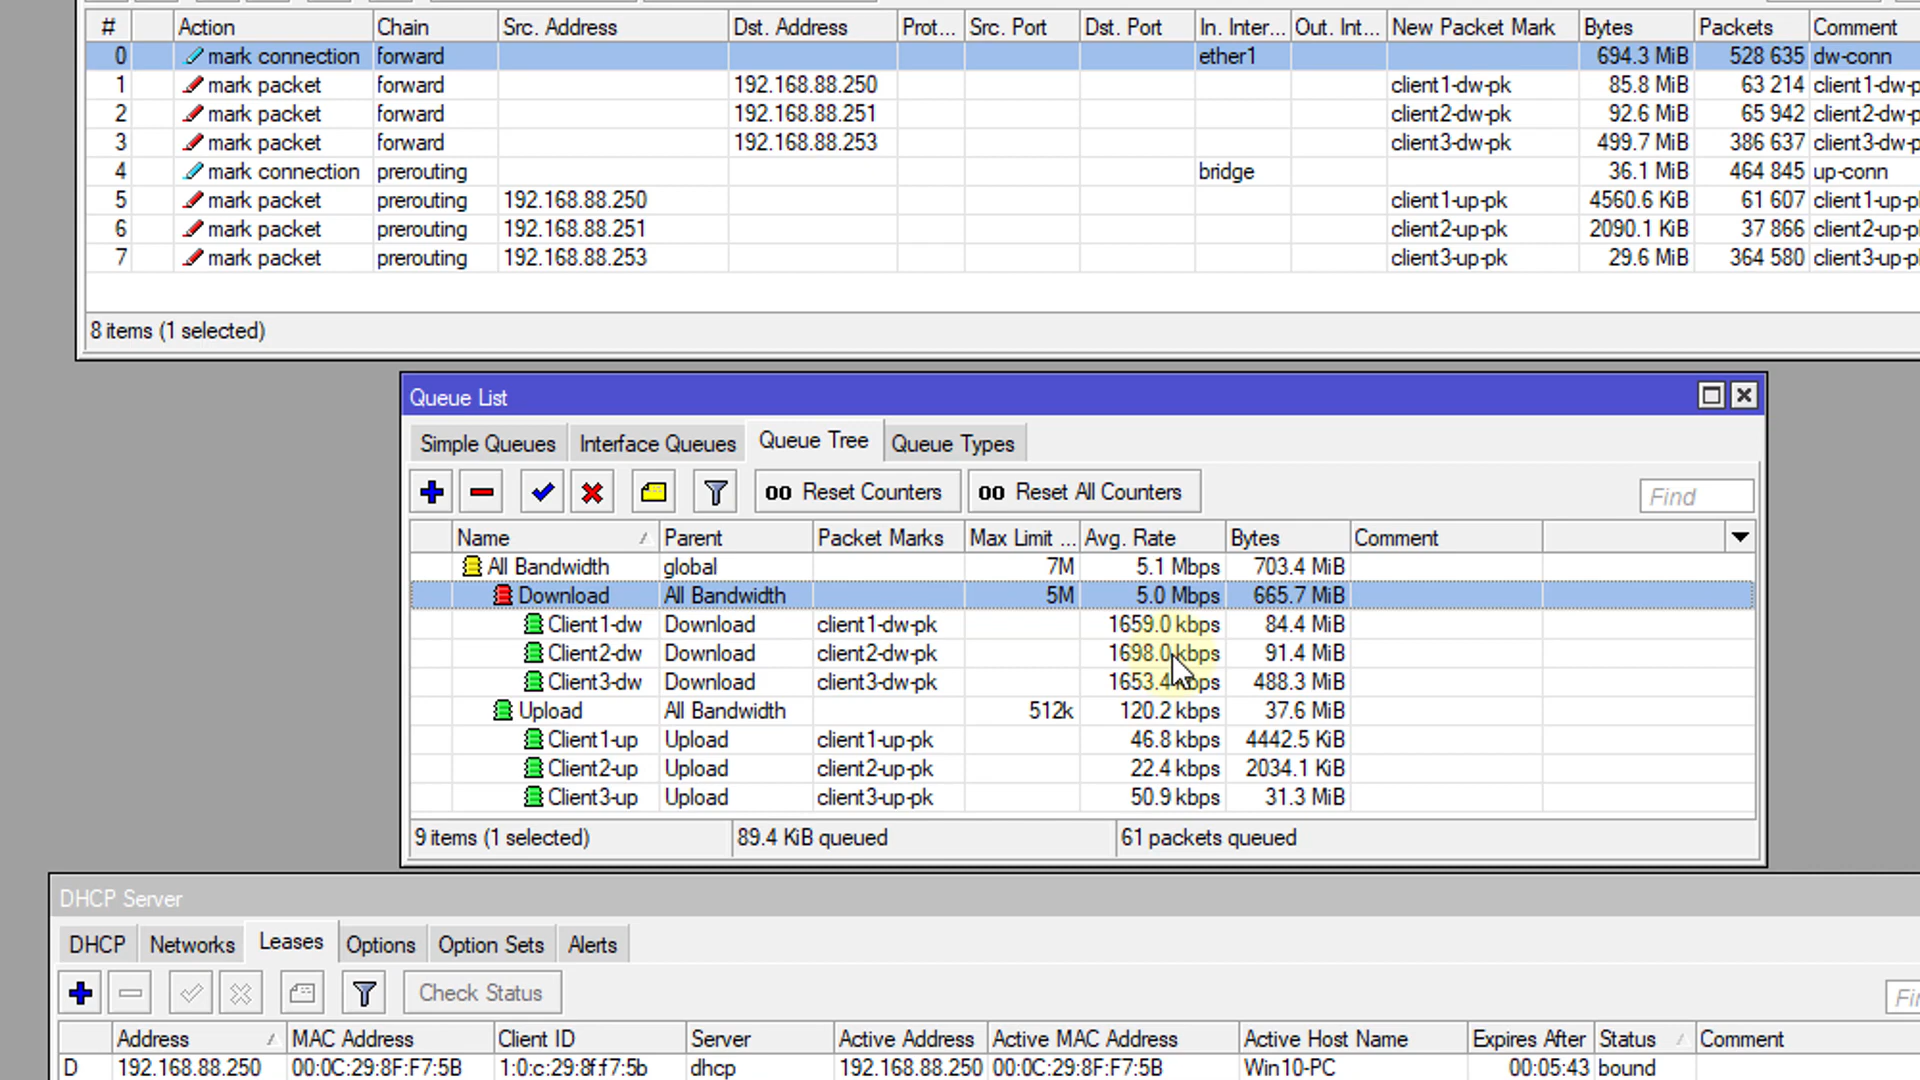 # Action Chain Src. Address Dst. Address Prot... Src. Port Dst. Port In. Inter... Out. Int... New Packet Mark Bytes Packets Comment
0 mark connection forward ether1 694.3 MiB 528 635 dw-conn
1 mark packet forward 192.168.88.250 client1-dw-pk 85.8 MiB 63 214 client1-dw-p
2 mark packet forward 192.168.88.251 client2-dw-pk 92.6 MiB 65 942 client2-dw-p
3 mark packet forward 192.168.88.253 client3-dw-pk 499.7 MiB 386 637 client3-dw-p
4 mark connection prerouting bridge 36.1 MiB 464 845 up-conn
5 mark packet prerouting 192.168.88.250 client1-up-pk 4560.6 KiB 61 607 client1-up-p
6 mark packet prerouting 192.168.88.251 client2-up-pk 2090.1 KiB 37 866 client2-up-p
7 mark packet prerouting 192.168.88.253 client3-up-pk 29.6 MiB 364 580 client3-up-p
8 items (1 selected)
Queue List
Simple Queues Interface Queues Queue Tree Queue Types
00 Reset Counters 00 Reset All Counters Find
Name Parent Packet Marks Max Limit ... Avg. Rate Bytes Comment
All Bandwidth global 7M 5.1 Mbps 703.4 MiB
Download All Bandwidth 5M 5.0 Mbps 665.7 MiB
Client1-dw Download client1-dw-pk 1659.0 kbps 84.4 MiB
Client2-dw Download client2-dw-pk 1698.0 kbps 91.4 MiB
Client3-dw Download client3-dw-pk 1653.4 kbps 488.3 MiB
Upload All Bandwidth 512k 120.2 kbps 37.6 MiB
Client1-up Upload client1-up-pk 46.8 kbps 4442.5 KiB
Client2-up Upload client2-up-pk 22.4 kbps 2034.1 KiB
Client3-up Upload client3-up-pk 50.9 kbps 31.3 MiB
9 items (1 selected) 89.4 KiB queued 61 packets queued
DHCP Server
DHCP Networks Leases Options Option Sets Alerts
Check Status
Address MAC Address Client ID Server Active Address Active MAC Address Active Host Name Expires After Status Comment
D 192.168.88.250 00:0C:29:8F:F7:5B 1:0:c:29:8f:f7:5b dhcp 192.168.88.250 00:0C:29:8F:F7:5B Win10-PC 00:05:43 bound